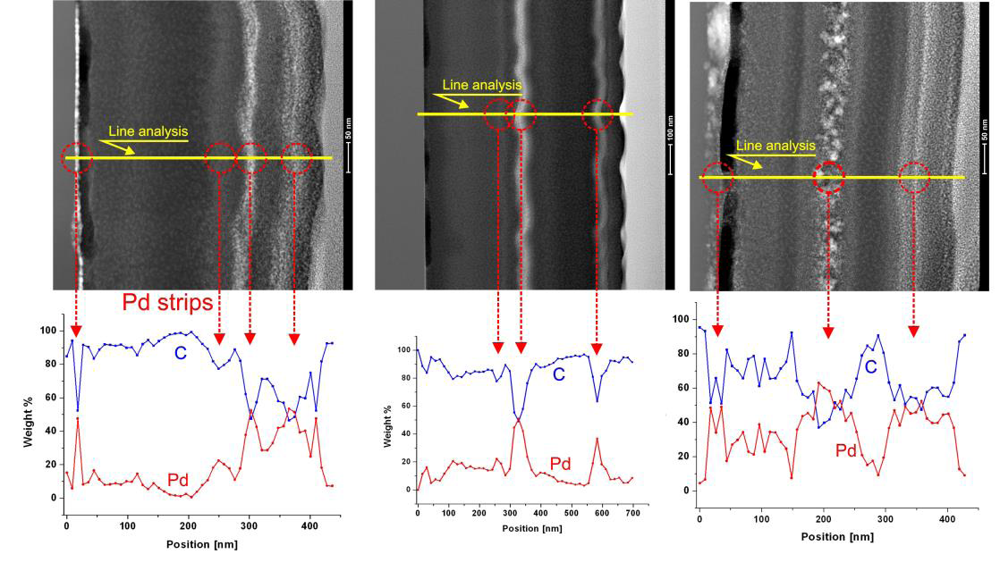 Line analysis
50 nm
Line analysis
100 nm
Line analysis
50 nm
Pd strips
100
80
60
40
20
0
Weight %
C
Pd
0 100 200 300 400
Position [nm]
100
80
60
40
20
0
Weight %
C
Pd
0 100 200 300 400 500 600 700
Position [nm]
100
80
60
40
20
0
C
Pd
0 100 200 300 400
Position [nm]